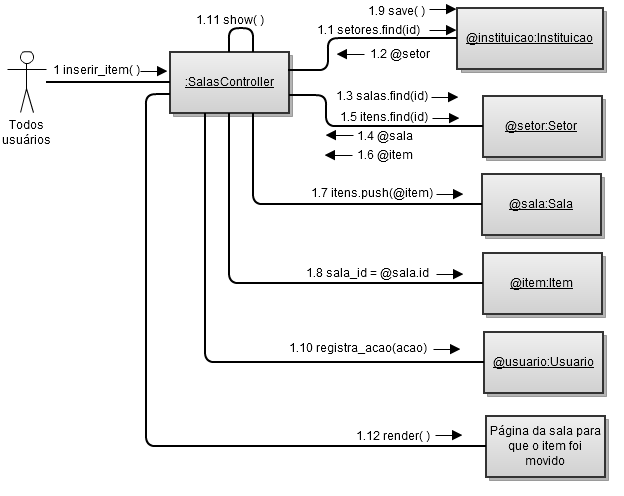 1.11 show( )
1.9 save( )
1.1 setores.find(id)
@instituicao:Instituicao
1.2 @setor
1 inserir_item( )
:SalasController
Todos
usuários
1.3 salas.find(id)
1.5 itens.find(id)
@setor:Setor
1.4 @sala
1.6 @item
1.7 itens.push(@item)
@sala:Sala
1.8 sala_id = @sala.id
@item:Item
1.10 registra_acao(acao)
@usuario:Usuario
1.12 render( )
Página da sala para
que o item foi
movido